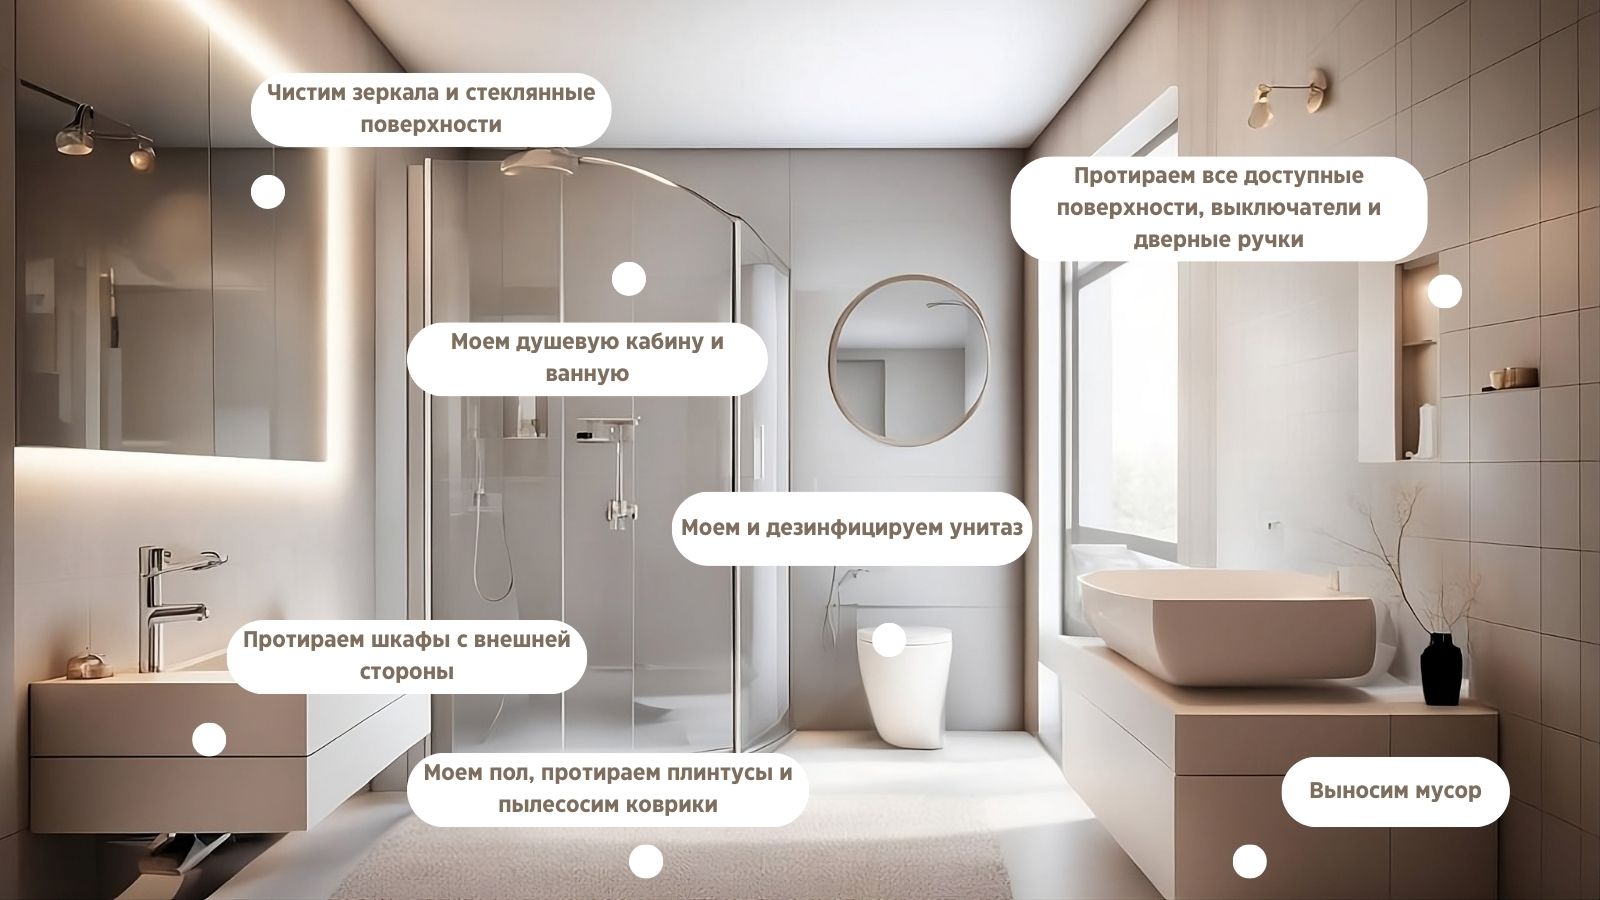 Чистим зеркала и стеклянные
поверхности
Протираем все доступные
поверхности, выключатели и
дверные ручки
Моем душевую кабину и
ванную
Моем и дезинфицируем унитаз
Протираем шкафы с внешней
стороны
Моем пол, протираем плинтусы и
пылесосим коврики
Выносим мусор